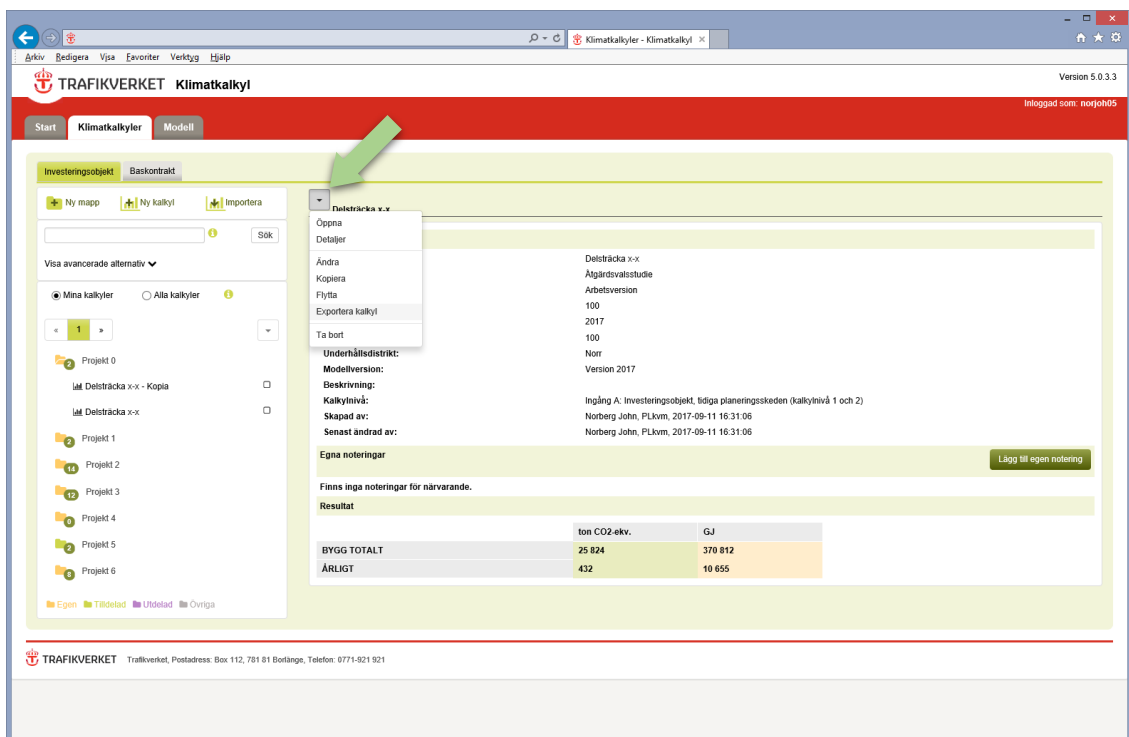 Klimatkalkyler - Klimatkalkyl
Arkiv Redigera Visa Favoriter Verktyg Hjälp
TRAFIKVERKET Klimatkalkyl
Version 5.0.3.3
Inloggad som: norjoh05
Start Klimatkalkyler Modell
Investeringsobjekt Baskontrakt
Ny mapp Ny kalkyl Importera
Sök
Visa avancerade alternativ
Mina kalkyler Alla kalkyler
« 1 »
Projekt 0
2
Delsträcka x-x - Kopia
Delsträcka x-x
Projekt 1
2
Projekt 2
14
Projekt 3
12
Projekt 4
0
Projekt 5
2
Projekt 6
8
Egen Tilldelad Utdelad Övriga
Delsträcka x-x
Öppna
Detaljer
Ändra
Kopiera
Flytta
Exportera kalkyl
Ta bort
Delsträcka x-x
Åtgärdsvalsstudie
Arbetsversion
100
2017
100
Underhållsdistrikt: Norr
Modellversion: Version 2017
Beskrivning:
Kalkylnivå: Ingång A: Investeringsobjekt, tidiga planeringsskeden (kalkylnivå 1 och 2)
Skapad av: Norberg John, PLkvm, 2017-09-11 16:31:06
Senast ändrad av: Norberg John, PLkvm, 2017-09-11 16:31:06
Egna noteringar
Lägg till egen notering
Finns inga noteringar för närvarande.
Resultat
ton CO2-ekv. GJ
BYGG TOTALT 25 824 370 812
ÅRLIGT 432 10 655
TRAFIKVERKET Trafikverket, Postadress: Box 112, 781 81 Borlänge, Telefon: 0771-921 921